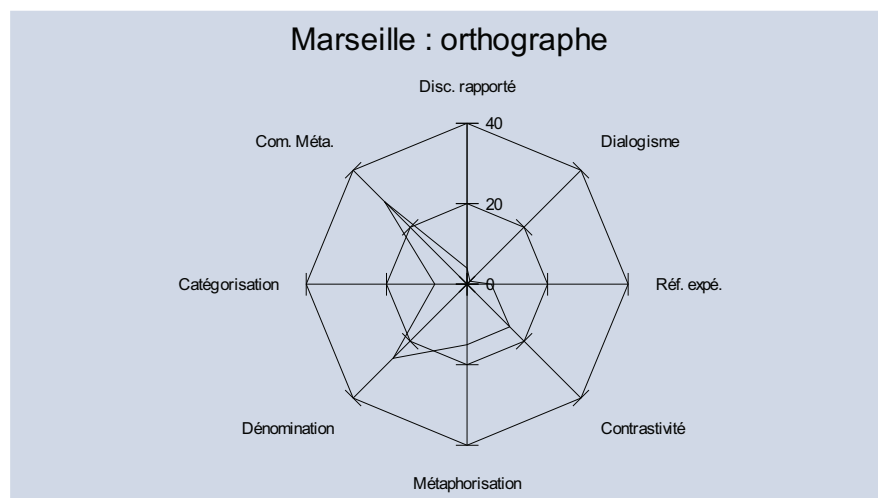 Marseille : orthographe
Disc. rapporté
40
Com. Méta.
Dialogisme
20
Catégorisation
0
Réf. expé.
Dénomination
Contrastivité
Métaphorisation